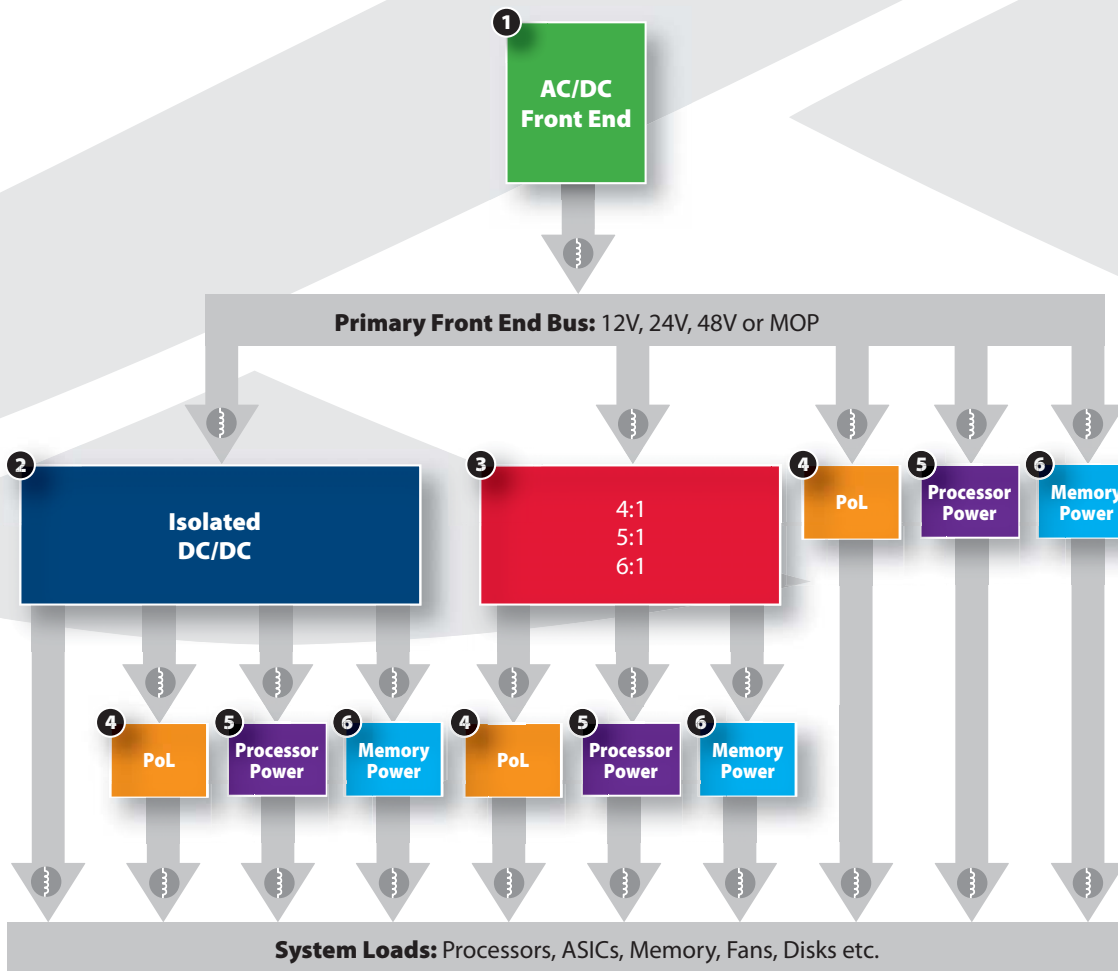 1
AC/DC
Front End
Primary Front End Bus: 12V, 24V, 48V or MOP
2
Isolated
DC/DC
3
4:1
5:1
6:1
4
PoL
5
Processor
Power
6
Memory
Power
4
PoL
5
Processor
Power
6
Memory
Power
4
PoL
5
Processor
Power
6
Memory
Power
System Loads: Processors, ASICs, Memory, Fans, Disks etc.